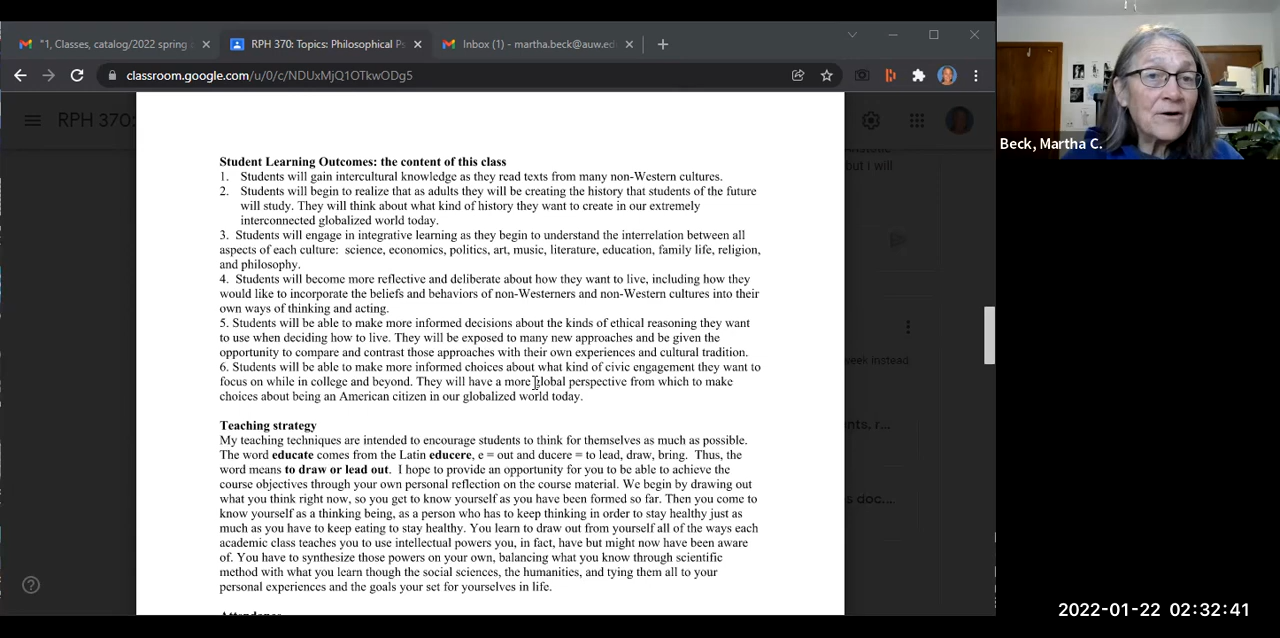 "1, Classes, catalog/2022 spring
RPH 370: Topics: Philosophical Ps
Inbox (1) - martha.beck@auw.ed
classroom.google.com/u/0/c/NDUxMjQ1OTkwODg5
RPH 370:
Student Learning Outcomes: the content of this class
1. Students will gain intercultural knowledge as they read texts from many non-Western cultures.
2. Students will begin to realize that as adults they will be creating the history that students of the future
will study. They will think about what kind of history they want to create in our extremely
interconnected globalized world today.
3. Students will engage in integrative learning as they begin to understand the interrelation between all
aspects of each culture: science, economics, politics, art, music, literature, education, family life, religion,
and philosophy.
4. Students will become more reflective and deliberate about how they want to live, including how they
would like to incorporate the beliefs and behaviors of non-Westerners and non-Western cultures into their
own ways of thinking and acting.
5. Students will be able to make more informed decisions about the kinds of ethical reasoning they want
to use when deciding how to live. They will be exposed to many new approaches and be given the
opportunity to compare and contrast those approaches with their own experiences and cultural tradition.
6. Students will be able to make more informed choices about what kind of civic engagement they want to
focus on while in college and beyond. They will have a more global perspective from which to make
choices about being an American citizen in our globalized world today.
Teaching strategy
My teaching techniques are intended to encourage students to think for themselves as much as possible.
The word educate comes from the Latin educere, e = out and ducere = to lead, draw, bring. Thus, the
word means to draw or lead out. I hope to provide an opportunity for you to be able to achieve the
course objectives through your own personal reflection on the course material. We begin by drawing out
what you think right now, so you get to know yourself as you have been formed so far. Then you come to
know yourself as a thinking being, as a person who has to keep thinking in order to stay healthy just as
much as you have to keep eating to stay healthy. You learn to draw out from yourself all of the ways each
academic class teaches you to use intellectual powers you, in fact, have but might now have been aware
of. You have to synthesize those powers on your own, balancing what you know through scientific
method with what you learn though the social sciences, the humanities, and tying them all to your
personal experiences and the goals your set for yourselves in life.
Attendance
but I will
week instead
nts, r...
s doc....
Beck, Martha C.
2022-01-22 02:32:41